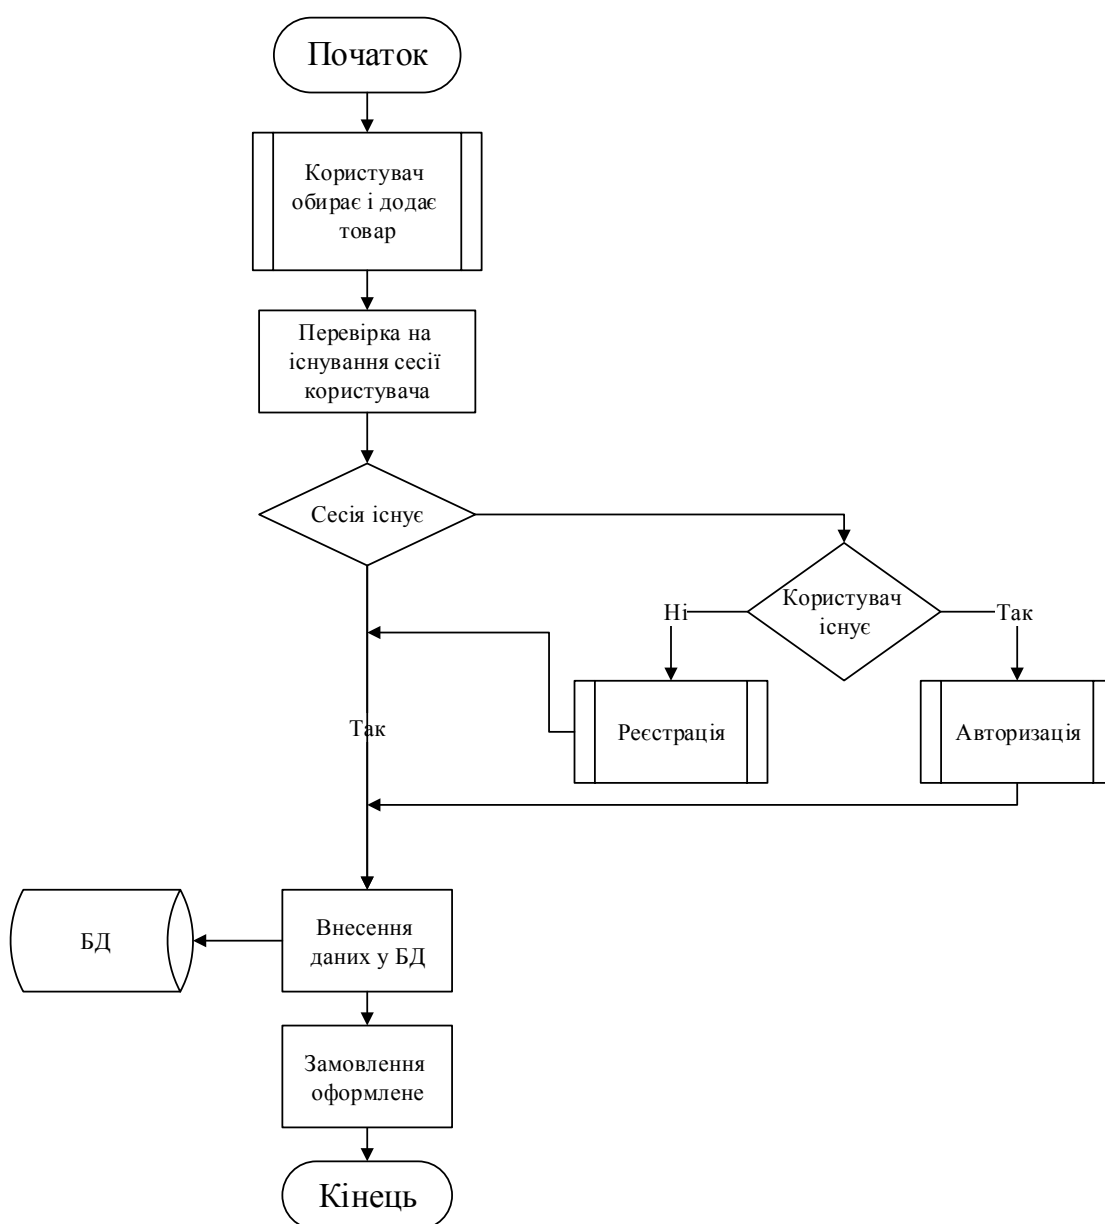 Початок
Користувач
обирає і додає
товар
Перевірка на
існування сесії
користувача
Сесія існує
Користувач
існує
Ні
Так
Так
Реєстрація
Авторизація
БД
Внесення
даних у БД
Замовлення
оформлене
Кінець